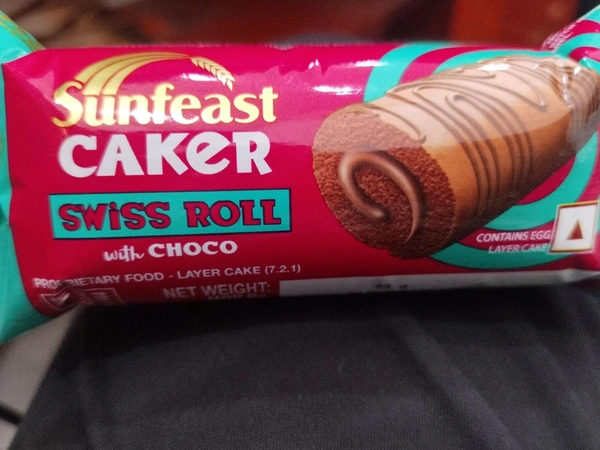 Sunfeast
CAKER
SWISS ROLL
with CHOCO
CONTAINS EGG
LAYER CAKE
PROPRIETARY FOOD - LAYER CAKE (7.2.1)
NET WEIGHT: